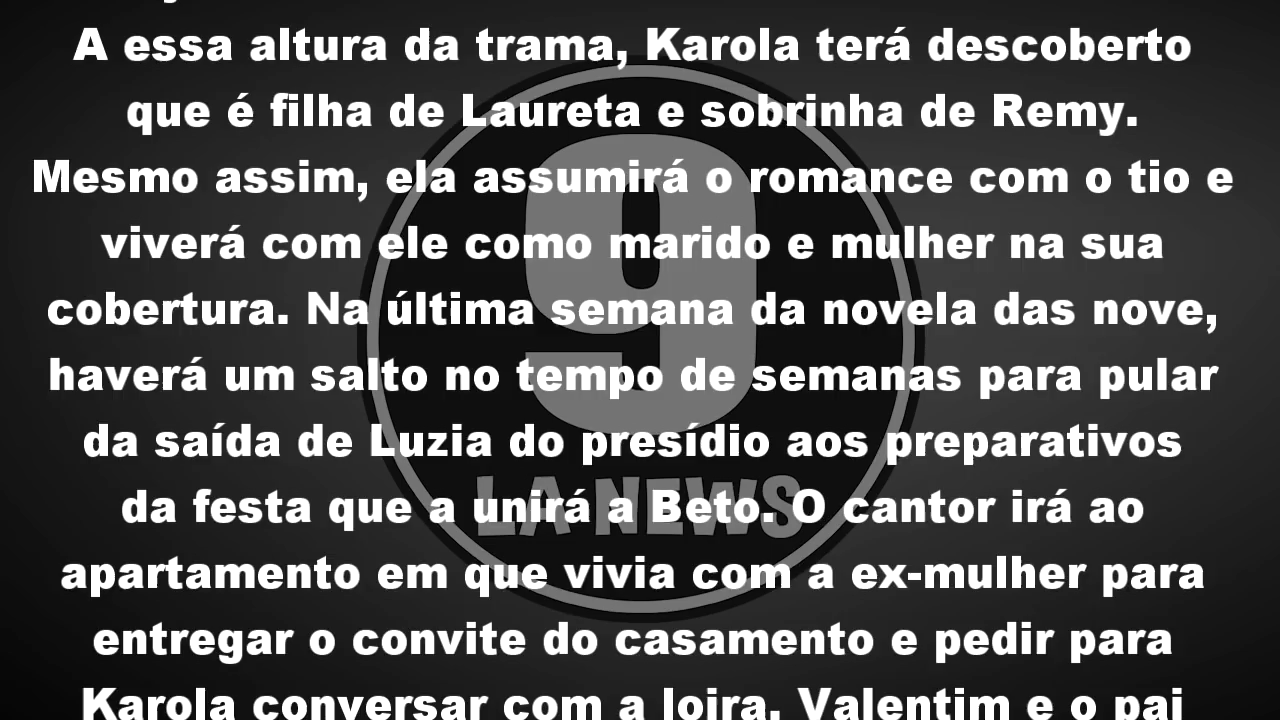 A essa altura da trama, Karola terá descoberto
que é filha de Laureta e sobrinha de Remy.
Mesmo assim, ela assumirá o romance com o tio e
viverá com ele como marido e mulher na sua
cobertura. Na última semana da novela das nove,
haverá um salto no tempo de semanas para pular
da saída de Luzia do presídio aos preparativos
da festa que a unirá a Beto. O cantor irá ao
apartamento em que vivia com a ex-mulher para
entregar o convite do casamento e pedir para
Karola conversar com a loira. Valentim e o pai
9
LA NEWS